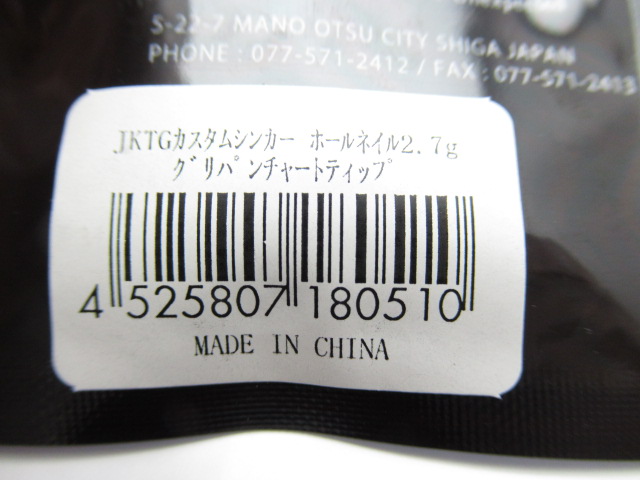 5-22-7 MANO OTSU CITY SHIGA JAPAN
PHONE : 077-571-2412 / FAX : 077-571-2413
JKTGカスタムシンカー ホールネイル2.7g
グリパンチャートティップ
4 525807 180510
MADE IN CHINA